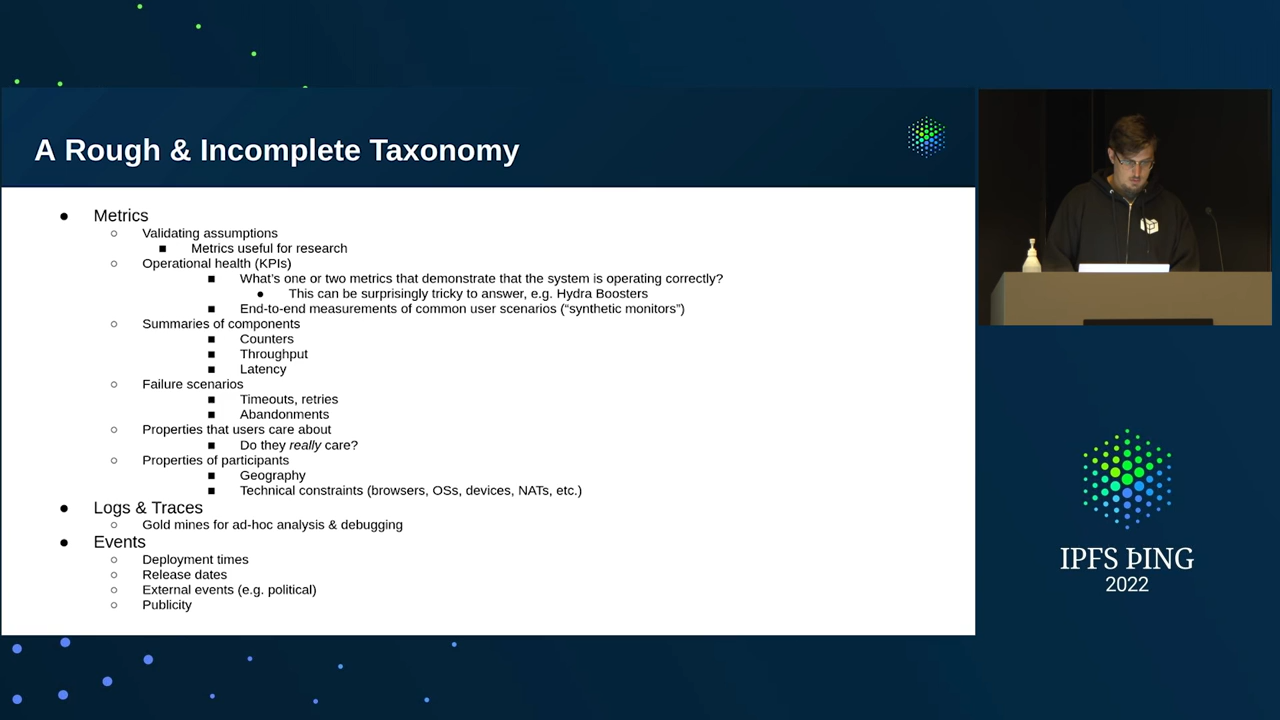 A Rough & Incomplete Taxonomy
● Metrics
○ Validating assumptions
■ Metrics useful for research
○ Operational health (KPIs)
■ What's one or two metrics that demonstrate that the system is operating correctly?
● This can be surprisingly tricky to answer, e.g. Hydra Boosters
■ End-to-end measurements of common user scenarios (“synthetic monitors”)
○ Summaries of components
■ Counters
■ Throughput
■ Latency
○ Failure scenarios
■ Timeouts, retries
■ Abandonments
○ Properties that users care about
■ Do they really care?
○ Properties of participants
■ Geography
■ Technical constraints (browsers, OSs, devices, NATs, etc.)
● Logs & Traces
○ Gold mines for ad-hoc analysis & debugging
● Events
○ Deployment times
○ Release dates
○ External events (e.g. political)
○ Publicity
IPFS ÞING
2022